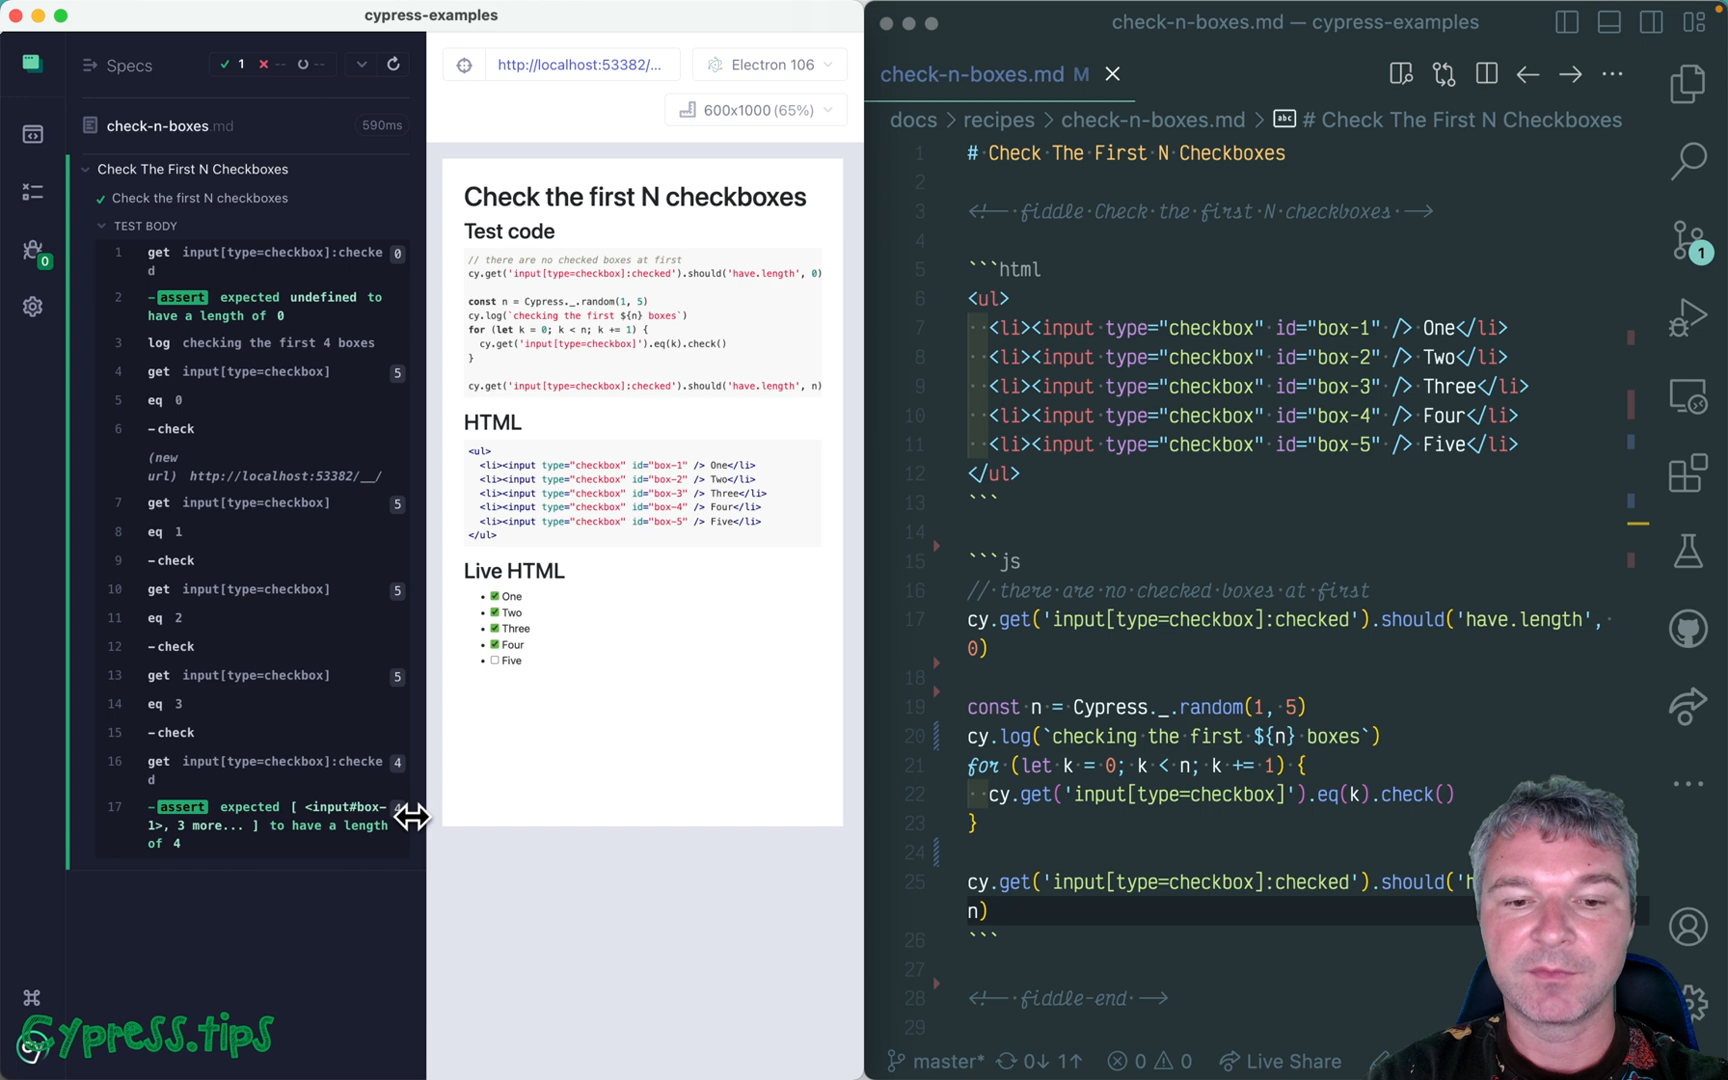 cypress-examples
Specs
1
--
--
check-n-boxes.md
590ms
Check The First N Checkboxes
Check the first N checkboxes
TEST BODY
1 get input[type=checkbox]:checke
d
0
2 -assert expected undefined to
have a length of 0
3 log checking the first 4 boxes
4 get input[type=checkbox] 5
5 eq 0
6 -check
(new
url) http://localhost:53382/__/
7 get input[type=checkbox] 5
8 eq 1
9 -check
10 get input[type=checkbox] 5
11 eq 2
12 -check
13 get input[type=checkbox] 5
14 eq 3
15 -check
16 get input[type=checkbox]:checke
d
4
17 -assert expected [ <input#box-
1>, 3 more... ] to have a length
of 4
0
Cypress.tips
http://localhost:53382/...
Electron 106
600x1000 (65%)
Check the first N checkboxes
Test code
// there are no checked boxes at first
cy.get('input[type=checkbox]:checked').should('have.length', 0)
const n = Cypress._.random(1, 5)
cy.log(`checking the first ${n} boxes`)
for (let k = 0; k < n; k += 1) {
cy.get('input[type=checkbox]').eq(k).check()
}
cy.get('input[type=checkbox]:checked').should('have.length', n)
HTML
<ul>
<li><input type="checkbox" id="box-1" /> One</li>
<li><input type="checkbox" id="box-2" /> Two</li>
<li><input type="checkbox" id="box-3" /> Three</li>
<li><input type="checkbox" id="box-4" /> Four</li>
<li><input type="checkbox" id="box-5" /> Five</li>
</ul>
Live HTML
One
Two
Three
Four
Five
check-n-boxes.md — cypress-examples
check-n-boxes.md M
docs > recipes > check-n-boxes.md > # Check The First N Checkboxes
1 # Check The First N Checkboxes
2
3 <!-- fiddle Check the first N checkboxes -->
4
5 ```html
6 <ul>
7 <li><input type="checkbox" id="box-1" /> One</li>
8 <li><input type="checkbox" id="box-2" /> Two</li>
9 <li><input type="checkbox" id="box-3" /> Three</li>
10 <li><input type="checkbox" id="box-4" /> Four</li>
11 <li><input type="checkbox" id="box-5" /> Five</li>
12 </ul>
13 ```
14
15 ```js
16 // there are no checked boxes at first
17 cy.get('input[type=checkbox]:checked').should('have.length',
0)
18
19 const n = Cypress._.random(1, 5)
20 cy.log(`checking the first ${n} boxes`)
21 for (let k = 0; k < n; k += 1) {
22 cy.get('input[type=checkbox]').eq(k).check()
23 }
24
25 cy.get('input[type=checkbox]:checked').should('h
n)
26 ```
27
28 <!-- fiddle-end -->
29
1
master* 0↓ 1↑ 0 0 Live Share